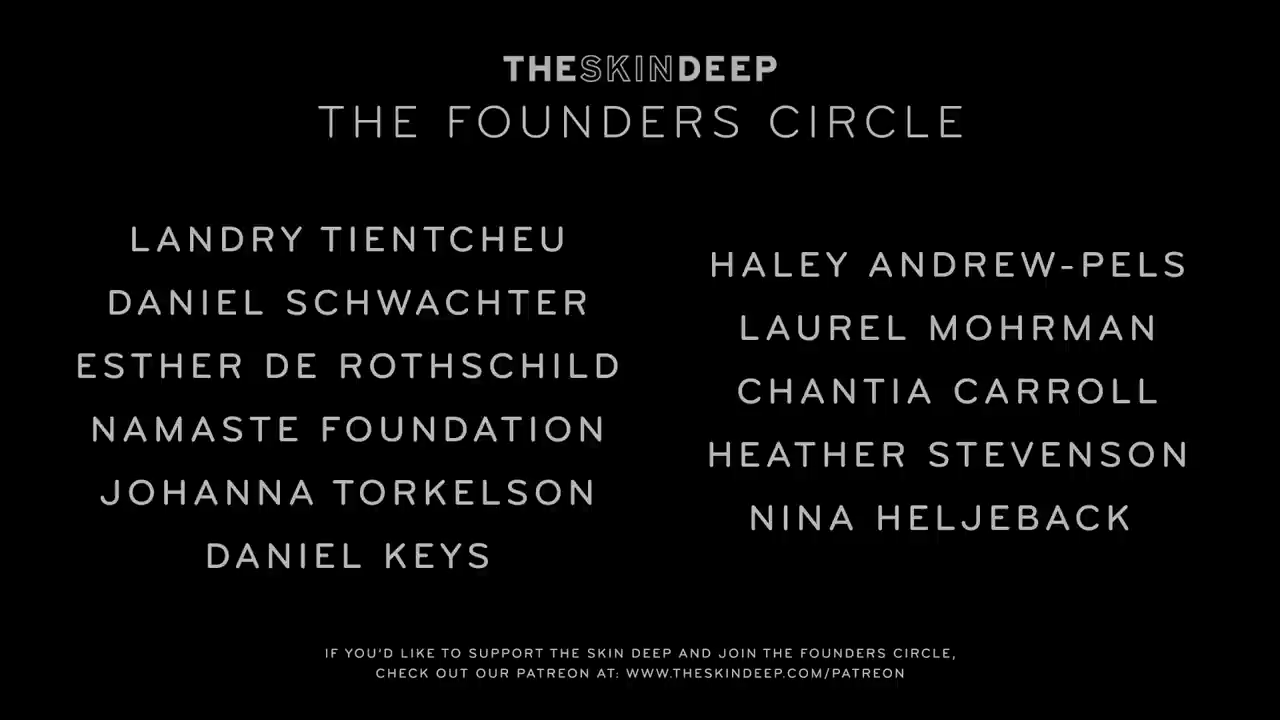 THESKINDEEP
THE FOUNDERS CIRCLE
LANDRY TIENTCHEU
DANIEL SCHWACHTER
ESTHER DE ROTHSCHILD
NAMASTE FOUNDATION
JOHANNA TORKELSON
DANIEL KEYS
HALEY ANDREW-PELS
LAUREL MOHRMAN
CHANTIA CARROLL
HEATHER STEVENSON
NINA HELJEBACK
IF YOU'D LIKE TO SUPPORT THE SKIN DEEP AND JOIN THE FOUNDERS CIRCLE,
CHECK OUT OUR PATREON AT: WWW.THESKINDEEP.COM/PATREON